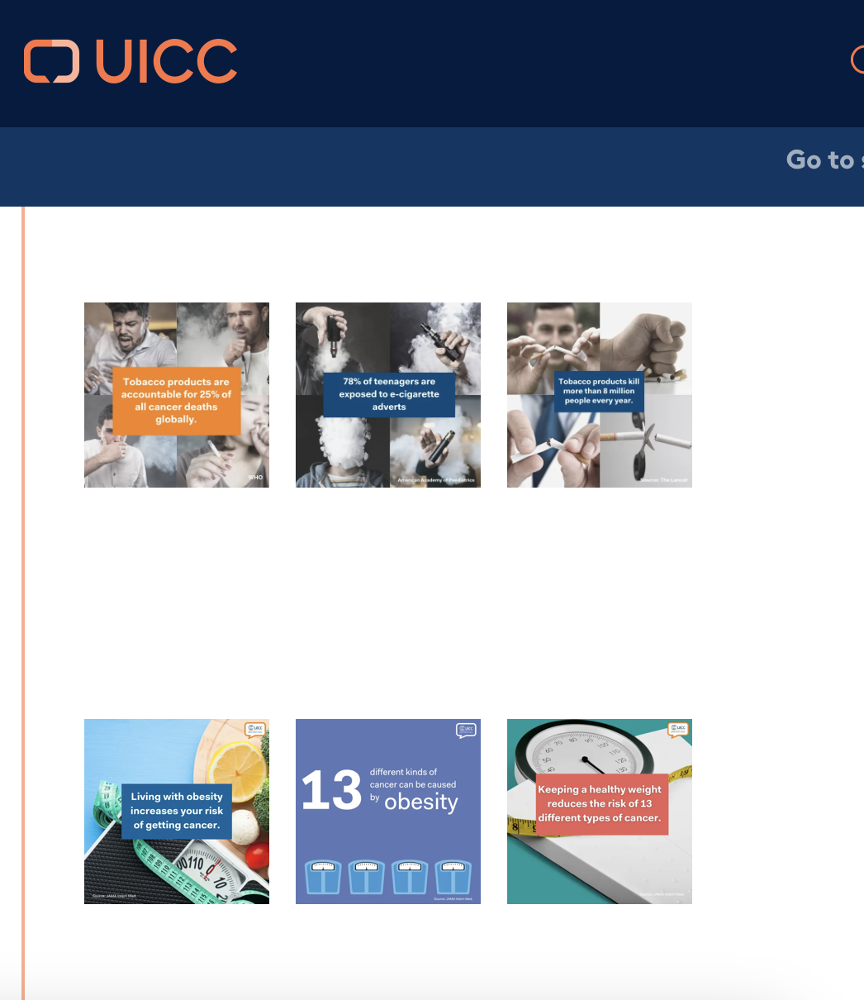 UICC
Go to
Tobacco products are
accountable for 25% of
all cancer deaths
globally.
WHO
78% of teenagers are
exposed to e-cigarette
adverts
American Academy of Paediatrics
Tobacco products kill
more than 8 million
people every year.
Source: The Lancet
UICC
Living with obesity
increases your risk
of getting cancer.
Source: JAMA Intern Med.
UICC
13
different kinds of
cancer can be caused
by obesity
Source: JAMA Intern Med.
UICC
Keeping a healthy weight
reduces the risk of 13
different types of cancer.
Source: JAMA Intern Med.